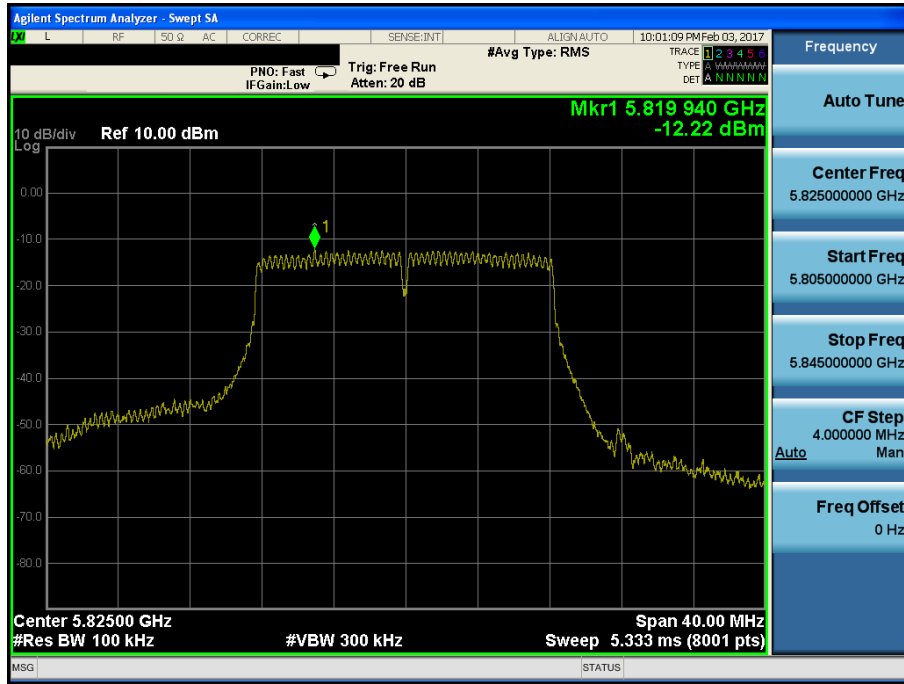 Agilent Spectrum Analyzer - Swept SA
LXI L RF 50 Ω AC CORREC SENSE:INT ALIGN AUTO 10:01:09 PM Feb 03, 2017
#Avg Type: RMS
TRACE 1 2 3 4 5 6
TYPE A WWWWW
DET A N N N N N
PNO: Fast
IFGain:Low
Trig: Free Run
Atten: 20 dB
Mkr1 5.819 940 GHz
-12.22 dBm
10 dB/div
Log
Ref 10.00 dBm
1
0.00
-10.0
-20.0
-30.0
-40.0
-50.0
-60.0
-70.0
-80.0
Center 5.82500 GHz
Span 40.00 MHz
#Res BW 100 kHz
#VBW 300 kHz
Sweep 5.333 ms (8001 pts)
MSG
STATUS
Frequency
Auto Tune
Center Freq
5.825000000 GHz
Start Freq
5.805000000 GHz
Stop Freq
5.845000000 GHz
CF Step
4.000000 MHz
Auto Man
Freq Offset
0 Hz